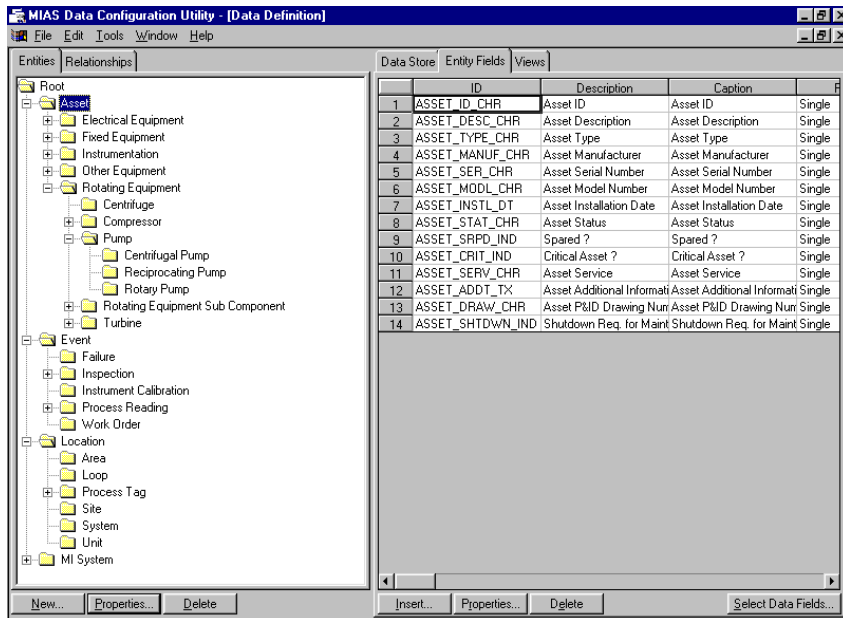 MIAS Data Configuration Utility - [Data Definition]
File Edit Tools Window Help
Entities Relationships
Root
Asset
Electrical Equipment
Fixed Equipment
Instrumentation
Other Equipment
Rotating Equipment
Centrifuge
Compressor
Pump
Centrifugal Pump
Reciprocating Pump
Rotary Pump
Rotating Equipment Sub Component
Turbine
Event
Failure
Inspection
Instrument Calibration
Process Reading
Work Order
Location
Area
Loop
Process Tag
Site
System
Unit
MI System
New... Properties... Delete
Data Store Entity Fields Views
ID Description Caption F
1 ASSET_ID_CHR Asset ID Asset ID Single
2 ASSET_DESC_CHR Asset Description Asset Description Single
3 ASSET_TYPE_CHR Asset Type Asset Type Single
4 ASSET_MANUF_CHR Asset Manufacturer Asset Manufacturer Single
5 ASSET_SER_CHR Asset Serial Number Asset Serial Number Single
6 ASSET_MODL_CHR Asset Model Number Asset Model Number Single
7 ASSET_INSTL_DT Asset Installation Date Asset Installation Date Single
8 ASSET_STAT_CHR Asset Status Asset Status Single
9 ASSET_SRPD_IND Spared ? Spared ? Single
10 ASSET_CRIT_IND Critical Asset ? Critical Asset ? Single
11 ASSET_SERV_CHR Asset Service Asset Service Single
12 ASSET_ADDT_TX Asset Additional Informati Asset Additional Informati Single
13 ASSET_DRAW_CHR Asset P&ID Drawing Num Asset P&ID Drawing Num Single
14 ASSET_SHTDWN_IND Shutdown Req. for Maint Shutdown Req. for Maint Single
Insert... Properties... Delete Select Data Fields...